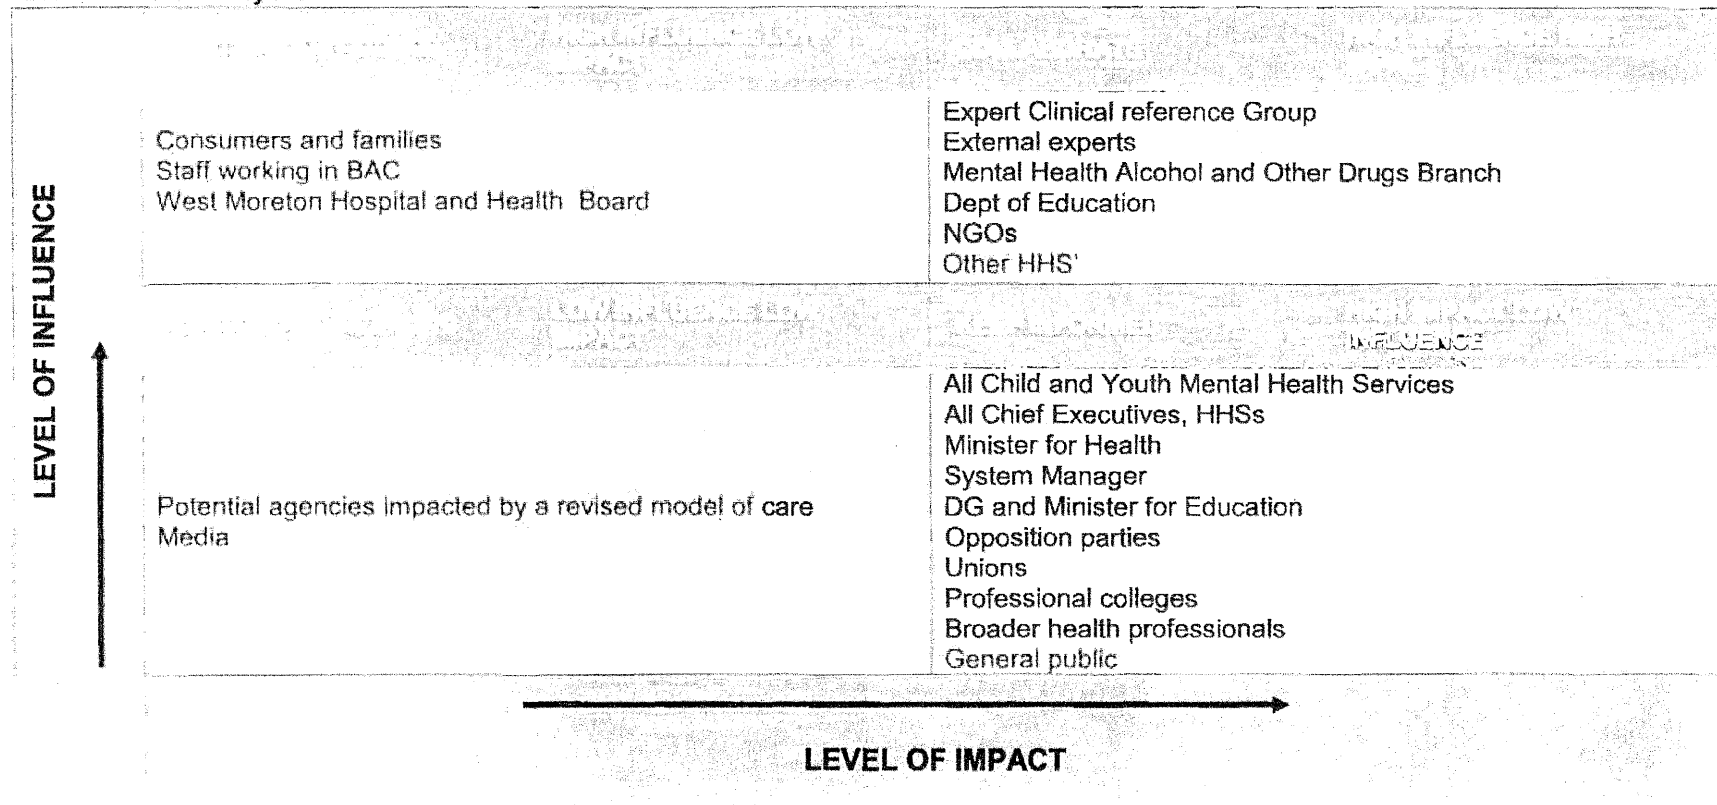 Consumers and families
Staff working in BAC
West Moreton Hospital and Health Board
Expert Clinical reference Group
External experts
Mental Health Alcohol and Other Drugs Branch
Dept of Education
NGOs
Other HHS'
LEVEL OF INFLUENCE
INFLUENCE
Potential agencies impacted by a revised model of care
Media
All Child and Youth Mental Health Services
All Chief Executives, HHSs
Minister for Health
System Manager
DG and Minister for Education
Opposition parties
Unions
Professional colleges
Broader health professionals
General public
LEVEL OF IMPACT